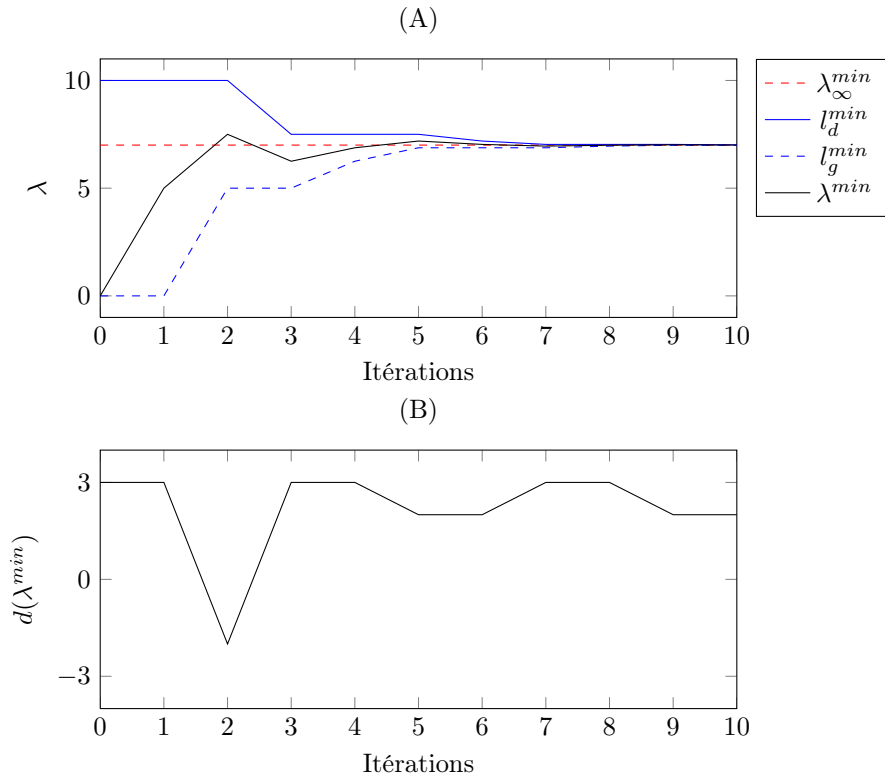 (A)
10
5
0
λ
0 1 2 3 4 5 6 7 8 9 10
Itérations
λ_∞^{min}
l_d^{min}
l_g^{min}
λ^{min}
(B)
3
0
−3
d(λ^{min})
0 1 2 3 4 5 6 7 8 9 10
Itérations